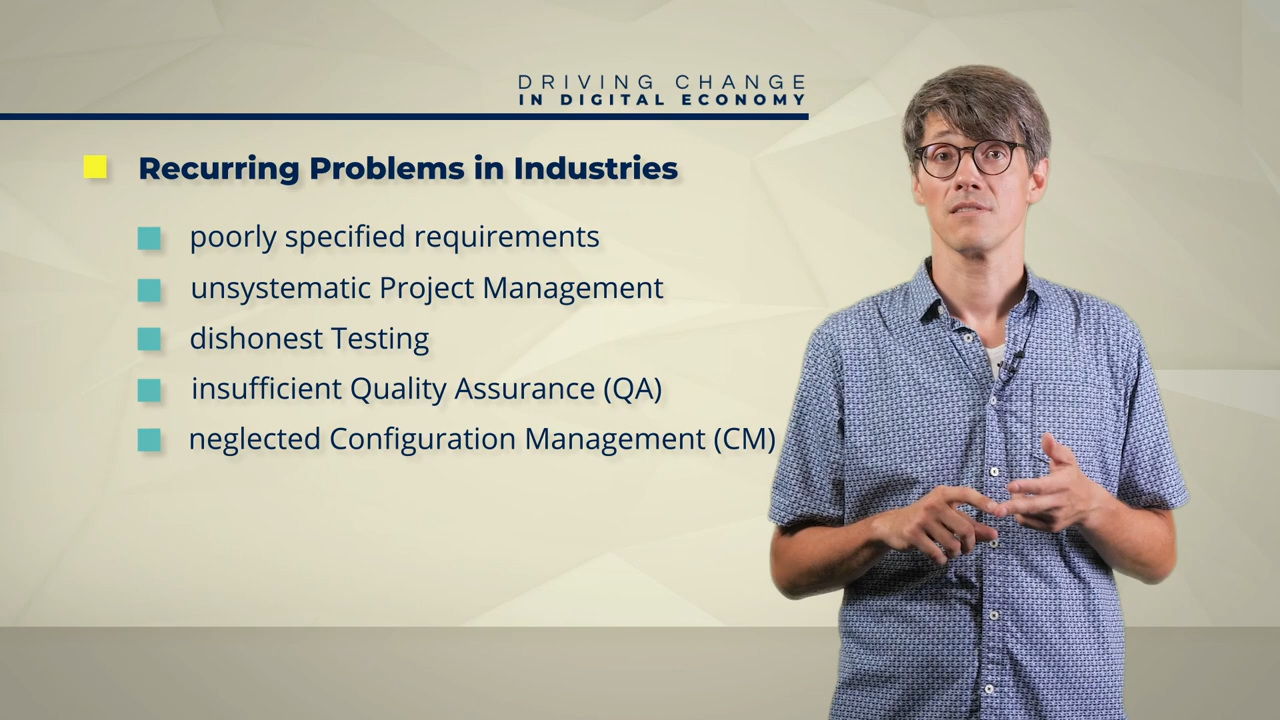 DRIVING CHANGE
IN DIGITAL ECONOMY
Recurring Problems in Industries
poorly specified requirements
unsystematic Project Management
dishonest Testing
insufficient Quality Assurance (QA)
neglected Configuration Management (CM)